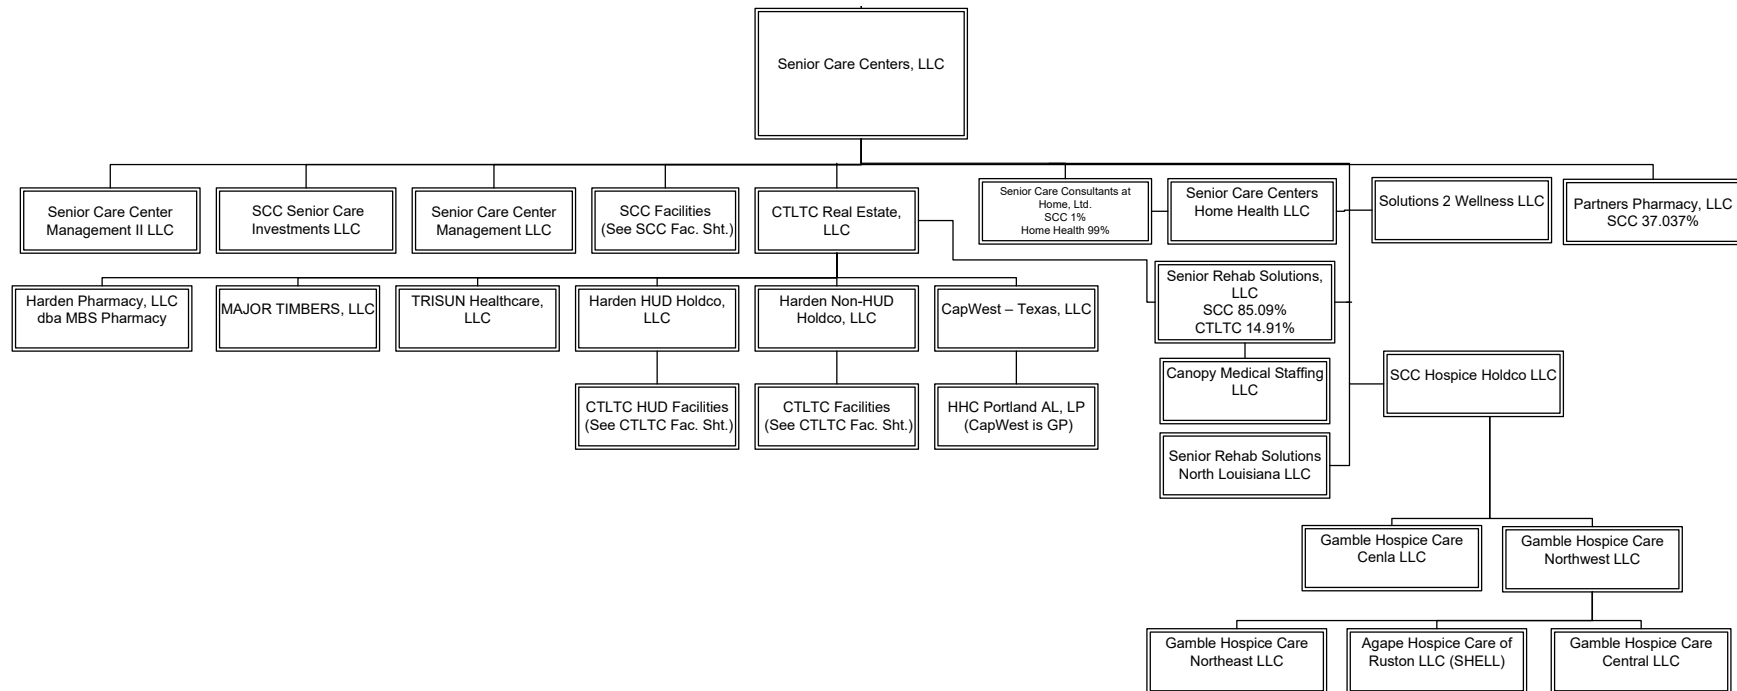 Senior Care Centers, LLC
Senior Care Center
Management II LLC
SCC Senior Care
Investments LLC
Senior Care Center
Management LLC
SCC Facilities
(See SCC Fac. Sht.)
CTLTC Real Estate,
LLC
Senior Care Consultants at
Home, Ltd.
SCC 1%
Home Health 99%
Senior Care Centers
Home Health LLC
Solutions 2 Wellness LLC
Partners Pharmacy, LLC
SCC 37.037%
Harden Pharmacy, LLC
dba MBS Pharmacy
MAJOR TIMBERS, LLC
TRISUN Healthcare,
LLC
Harden HUD Holdco,
LLC
Harden Non-HUD
Holdco, LLC
CapWest – Texas, LLC
Senior Rehab Solutions,
LLC
SCC 85.09%
CTLTC 14.91%
CTLTC HUD Facilities
(See CTLTC Fac. Sht.)
CTLTC Facilities
(See CTLTC Fac. Sht.)
HHC Portland AL, LP
(CapWest is GP)
Canopy Medical Staffing
LLC
SCC Hospice Holdco LLC
Senior Rehab Solutions
North Louisiana LLC
Gamble Hospice Care
Cenla LLC
Gamble Hospice Care
Northwest LLC
Gamble Hospice Care
Northeast LLC
Agape Hospice Care of
Ruston LLC (SHELL)
Gamble Hospice Care
Central LLC